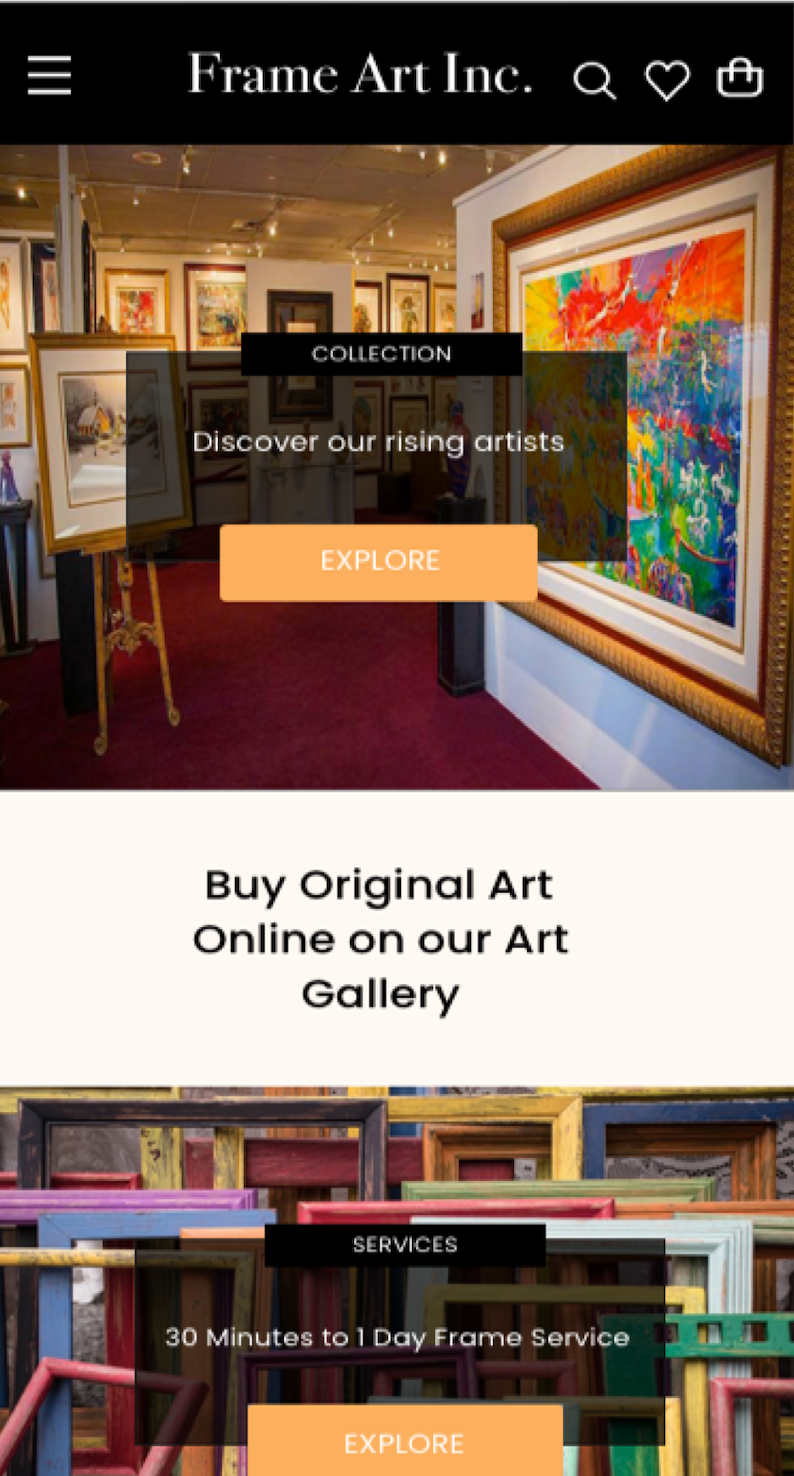 Frame Art Inc.
COLLECTION
Discover our rising artists
EXPLORE
Buy Original Art
Online on our Art
Gallery
SERVICES
30 Minutes to 1 Day Frame Service
EXPLORE